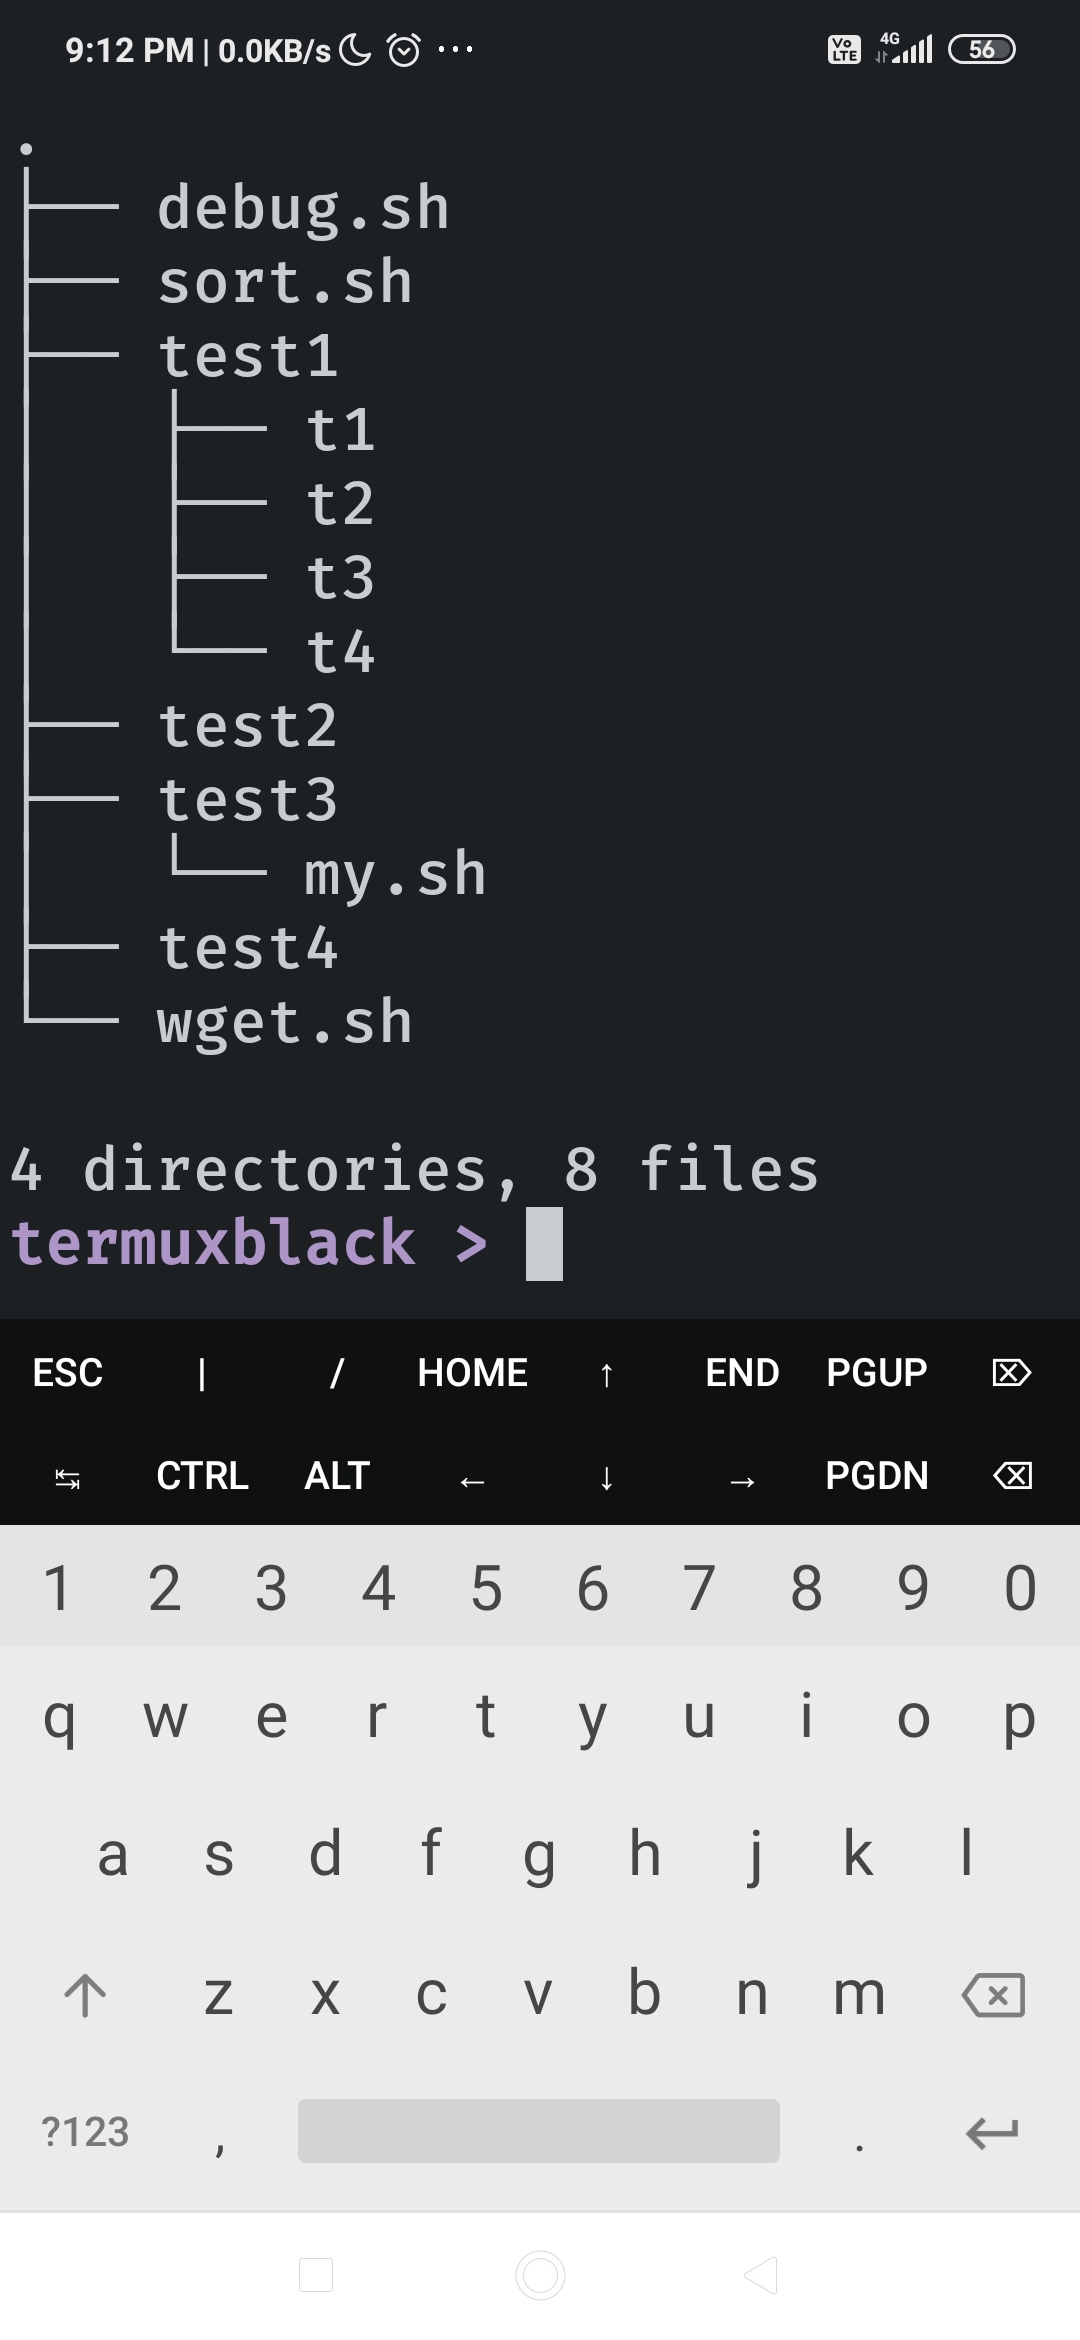 9:12 PM | 0.0KB/s ... Vo LTE 4G 56
.
├── debug.sh
├── sort.sh
├── test1
│   ├── t1
│   ├── t2
│   ├── t3
│   └── t4
├── test2
├── test3
│   └── my.sh
├── test4
└── wget.sh
4 directories, 8 files
termuxblack >
ESC | / HOME ↑ END PGUP ⌦
↹ CTRL ALT ← ↓ → PGDN ⌫
1 2 3 4 5 6 7 8 9 0
q w e r t y u i o p
a s d f g h j k l
z x c v b n m
?123 , .